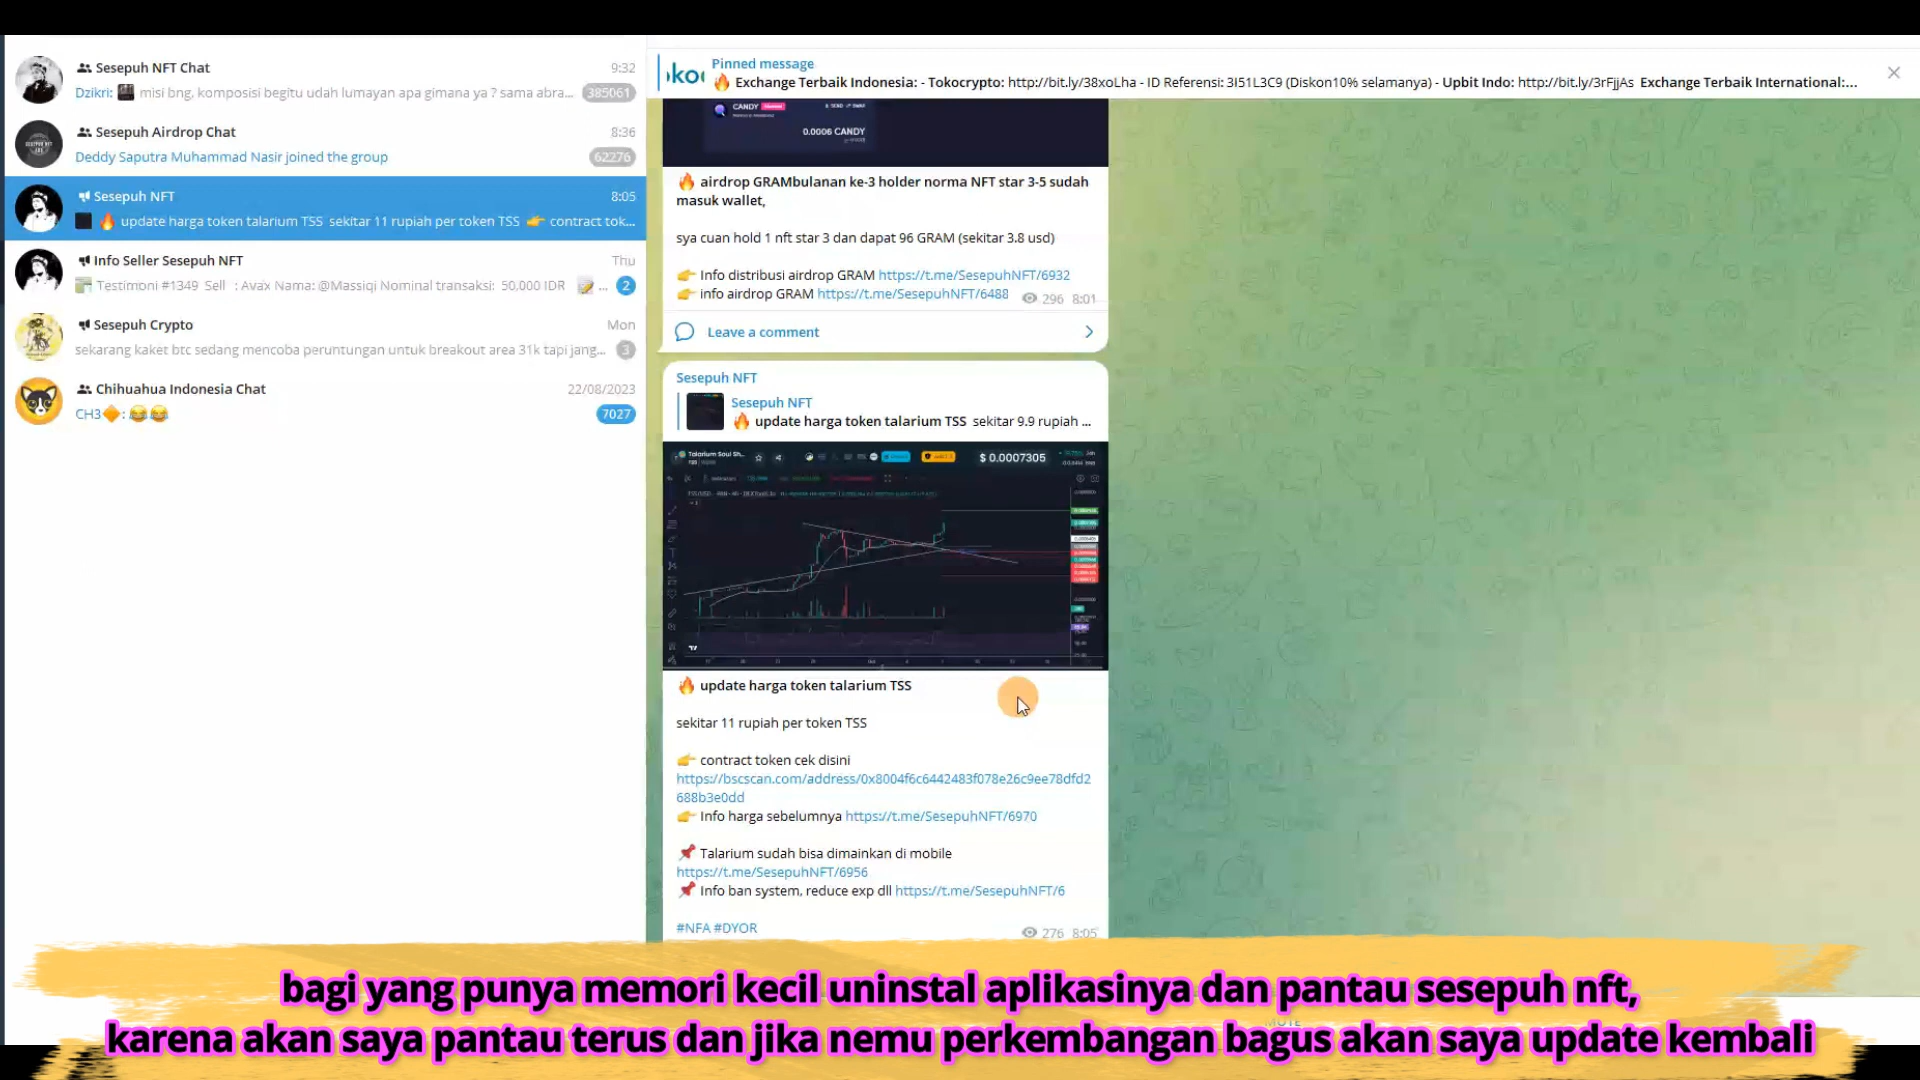 Sesepuh NFT Chat
9:32
Dzikri: misi bng, komposisi begitu udah lumayan apa gimana ya ? sama abra...
385061
Sesepuh Airdrop Chat
8:36
Deddy Saputra Muhammad Nasir joined the group
62276
Sesepuh NFT
8:05
🔥 update harga token talarium TSS sekitar 11 rupiah per token TSS 👉 contract tok...
Info Seller Sesepuh NFT
Thu
Testimoni #1349 Sell : Avax Nama: @Massiqi Nominal transaksi: 50,000 IDR 📝 ...
2
Sesepuh Crypto
Mon
sekarang kaket btc sedang mencoba peruntungan untuk breakout area 31k tapi jang...
3
Chihuahua Indonesia Chat
22/08/2023
CH3🔶: 😂😂
7027
Pinned message
🔥 Exchange Terbaik Indonesia: - Tokocrypto: http://bit.ly/38xoLha - ID Referensi: 3I51L3C9 (Diskon10% selamanya) - Upbit Indo: http://bit.ly/3rFjjAs Exchange Terbaik International:...
CANDY
0.0006 CANDY
🔥 airdrop GRAMbulanan ke-3 holder norma NFT star 3-5 sudah
masuk wallet,
sya cuan hold 1 nft star 3 dan dapat 96 GRAM (sekitar 3.8 usd)
👉 Info distribusi airdrop GRAM https://t.me/SesepuhNFT/6932
👉 info airdrop GRAM https://t.me/SesepuhNFT/6488
296 8:01
Leave a comment
Sesepuh NFT
Sesepuh NFT
🔥 update harga token talarium TSS sekitar 9.9 rupiah ...
Talarium Soul Sh...
$ 0.0007305
🔥 update harga token talarium TSS
sekitar 11 rupiah per token TSS
👉 contract token cek disini
https://bscscan.com/address/0x8004f6c6442483f078e26c9ee78dfd2
688b3e0dd
👉 Info harga sebelumnya https://t.me/SesepuhNFT/6970
📌 Talarium sudah bisa dimainkan di mobile
https://t.me/SesepuhNFT/6956
📌 Info ban system, reduce exp dll https://t.me/SesepuhNFT/6
#NFA #DYOR
276 8:05
MUTE
bagi yang punya memori kecil uninstal aplikasinya dan pantau sesepuh nft,
karena akan saya pantau terus dan jika nemu perkembangan bagus akan saya update kembali